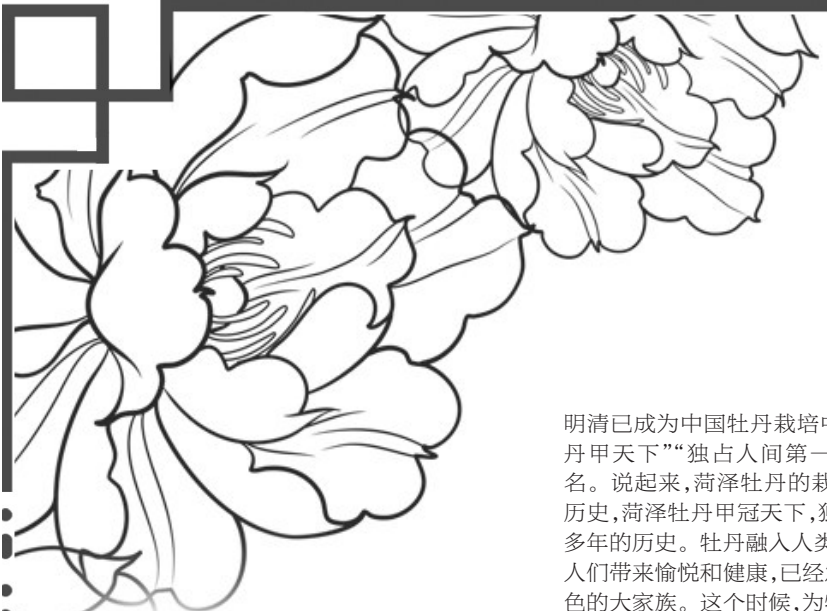 明清已成为中国牡丹栽培中
丹甲天下”“独占人间第一
名。说起来,菏泽牡丹的栽
历史,菏泽牡丹甲冠天下,独
多年的历史。牡丹融入人类
人们带来愉悦和健康,已经
色的大家族。这个时候,为